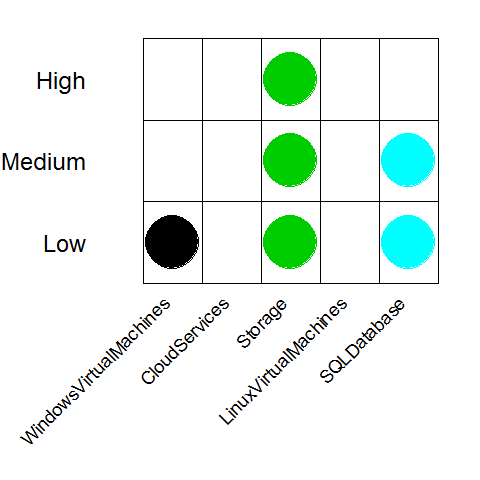 High
Medium
Low
WindowsVirtualMachines
CloudServices
Storage
LinuxVirtualMachines
SQLDatabase